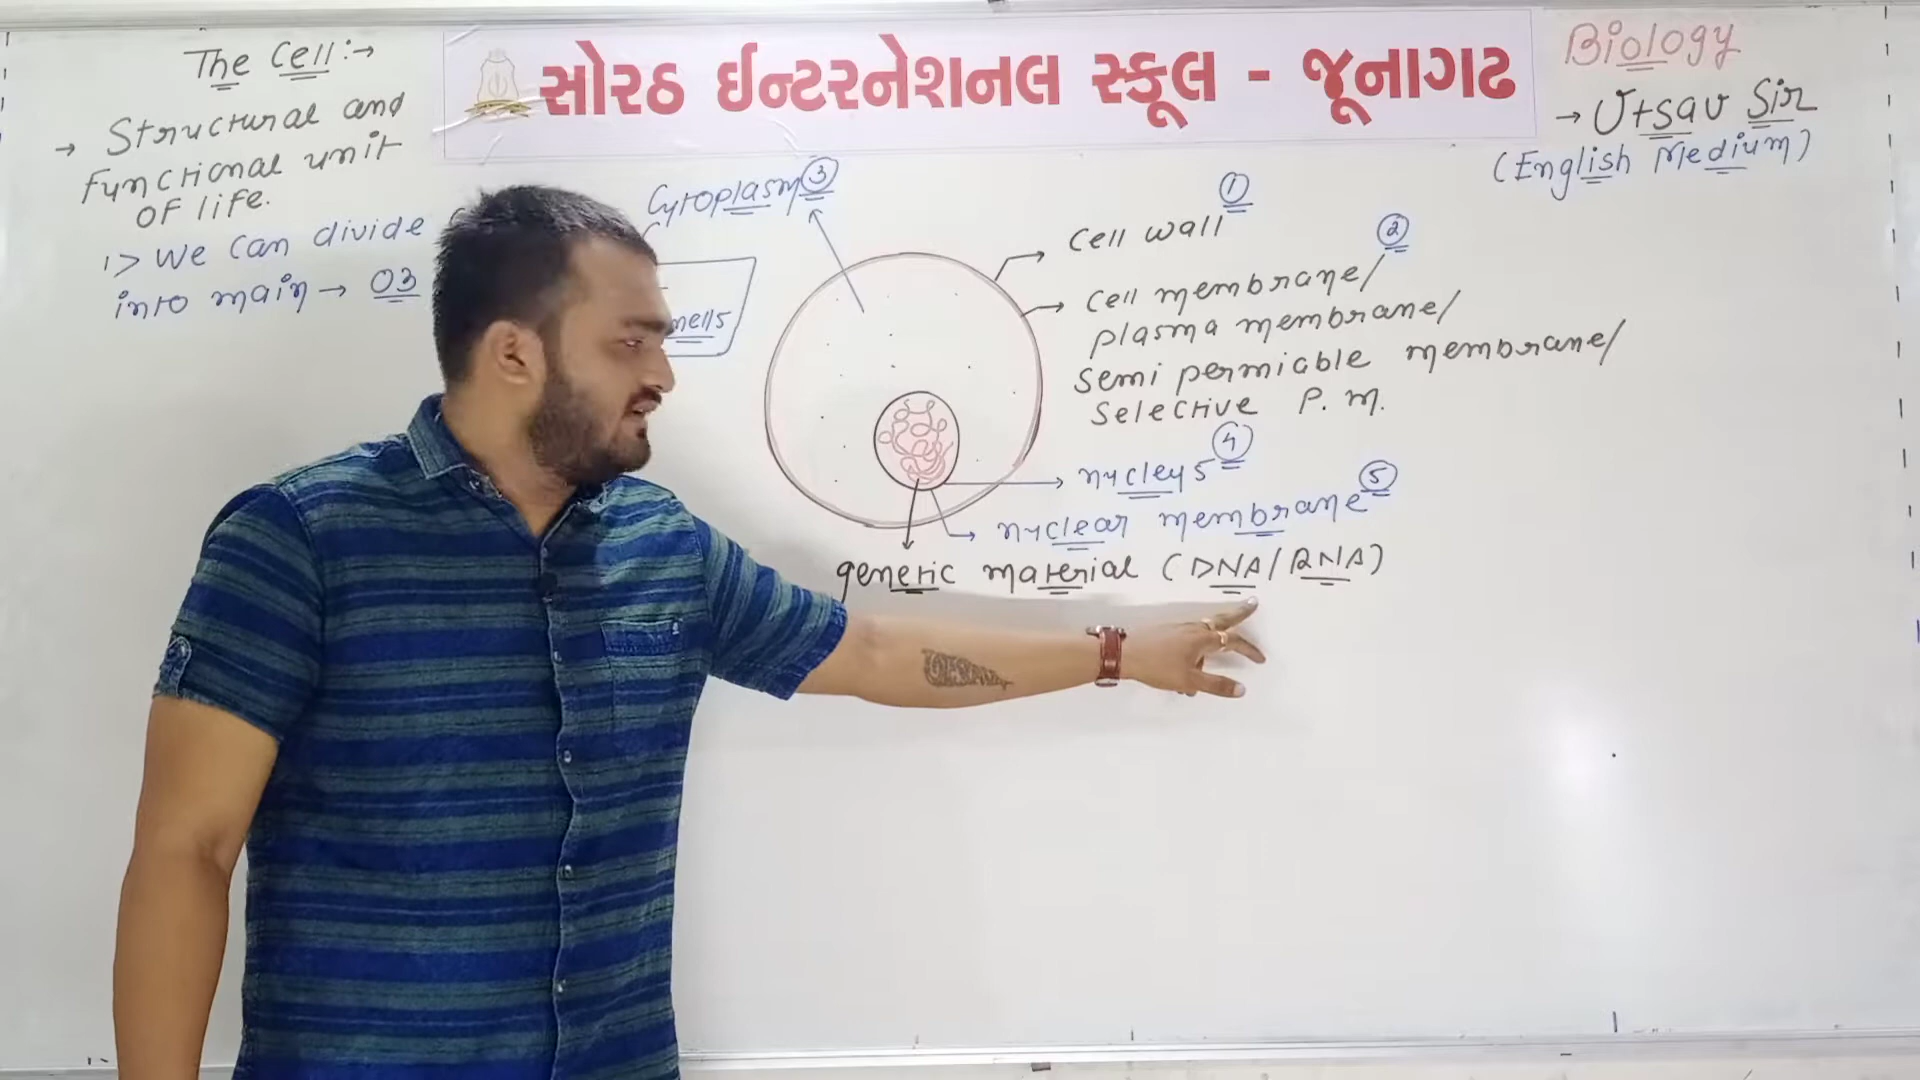 The Cell:→
→ Structural and
functional unit
OF life.
1> We can divide
into main → 03
સોરઠ ઈન્ટરનેશનલ સ્કૂલ - જૂનાગઢ
Biology
→ Utsav Sir
(English Medium)
Cytoplasm ③
Cell wall ①
Cell membrane/ ②
plasma membrane/
Semi permiable membrane/
Selective P. M.
nucleus ④
nuclear membrane ⑤
genetic material (DNA/RNA)